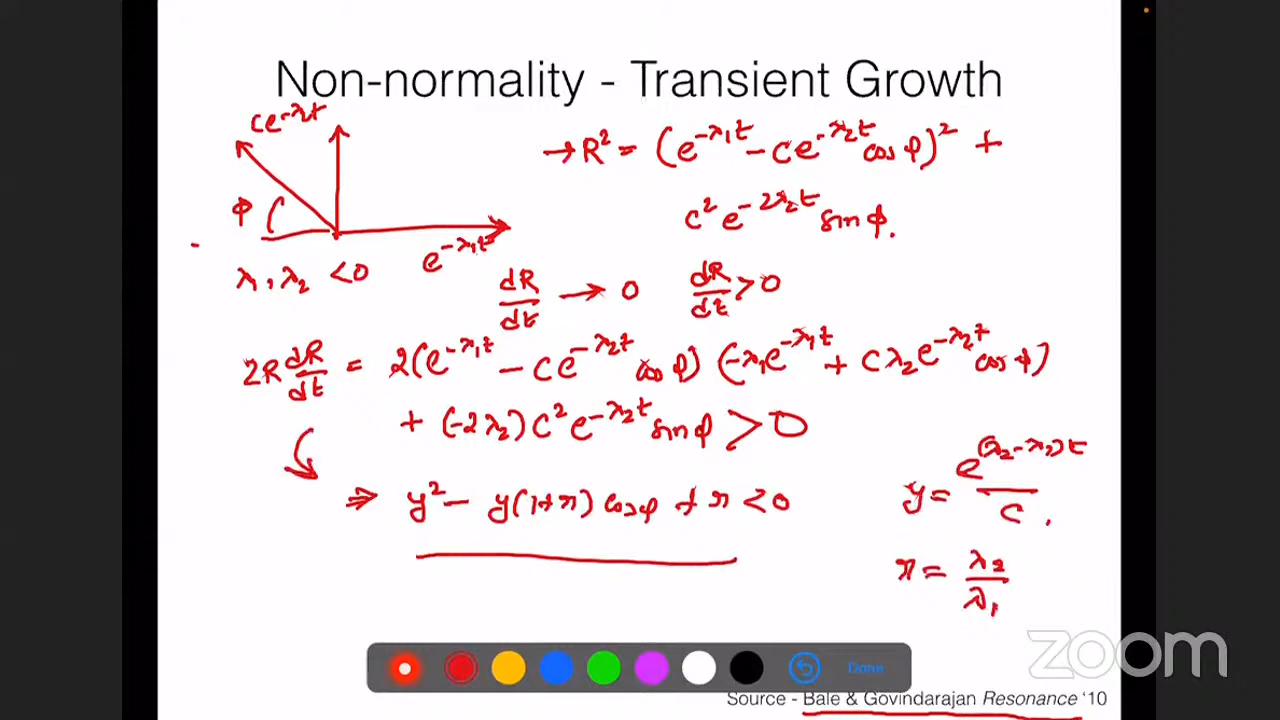 Non-normality - Transient Growth
ce^{-λ₂t}
→ R² = (e^{-λ₁t} - ce^{-λ₂t} cos φ)² +
c² e^{-2λ₂t} sin φ.
φ
e^{-λ₁t}
λ₁, λ₂ < 0
dR/dt → 0 dR/dt > 0
2R dR/dt = 2(e^{-λ₁t} - ce^{-λ₂t} cos φ) (-λ₁e^{-λ₁t} + cλ₂e^{-λ₂t} cos φ)
+ (-2λ₂) c² e^{-λ₂t} sin φ > 0
⇒ y² - y(1+r) cos φ + r < 0
y = e^{(λ₂-λ₁)t}/c.
r = λ₂/λ₁
zoom
Done
Source - Bale & Govindarajan Resonance ‘10